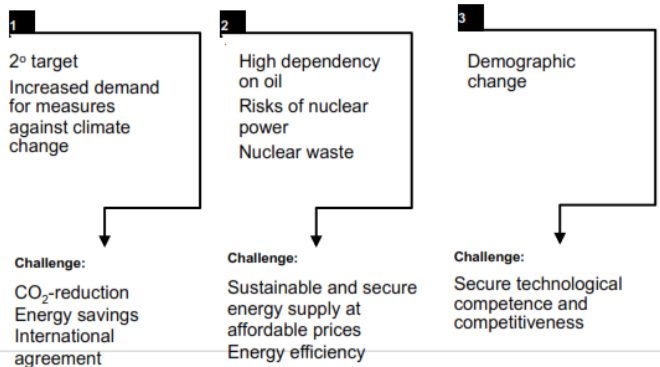 1
2º target
Increased demand
for measures
against climate
change
Challenge:
CO₂-reduction
Energy savings
International
agreement
2
High dependency
on oil
Risks of nuclear
power
Nuclear waste
Challenge:
Sustainable and secure
energy supply at
affordable prices
Energy efficiency
3
Demographic
change
Challenge:
Secure technological
competence and
competitiveness